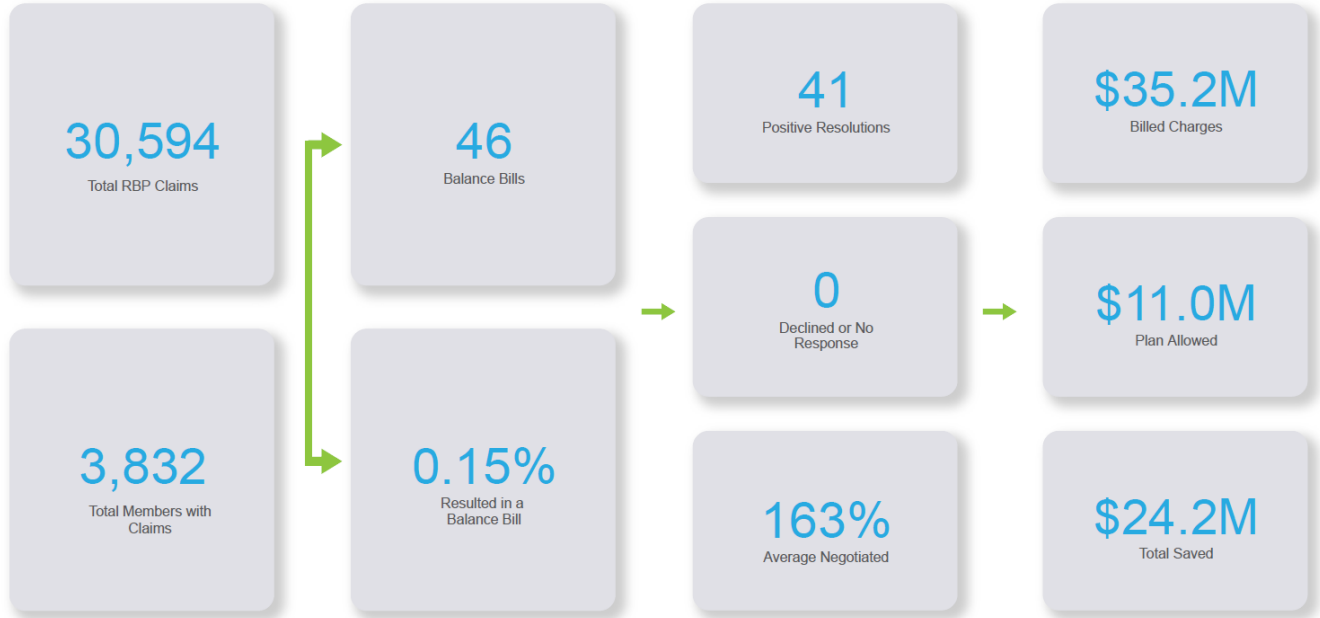 30,594
Total RBP Claims
3,832
Total Members with
Claims
46
Balance Bills
0.15%
Resulted in a
Balance Bill
41
Positive Resolutions
0
Declined or No
Response
163%
Average Negotiated
$35.2M
Billed Charges
$11.0M
Plan Allowed
$24.2M
Total Saved